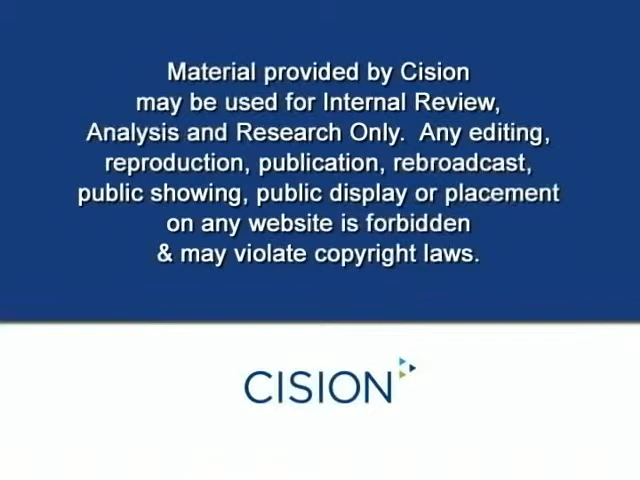 Material provided by Cision
may be used for Internal Review,
Analysis and Research Only.  Any editing,
reproduction, publication, rebroadcast,
public showing, public display or placement
on any website is forbidden
& may violate copyright laws.
CISION